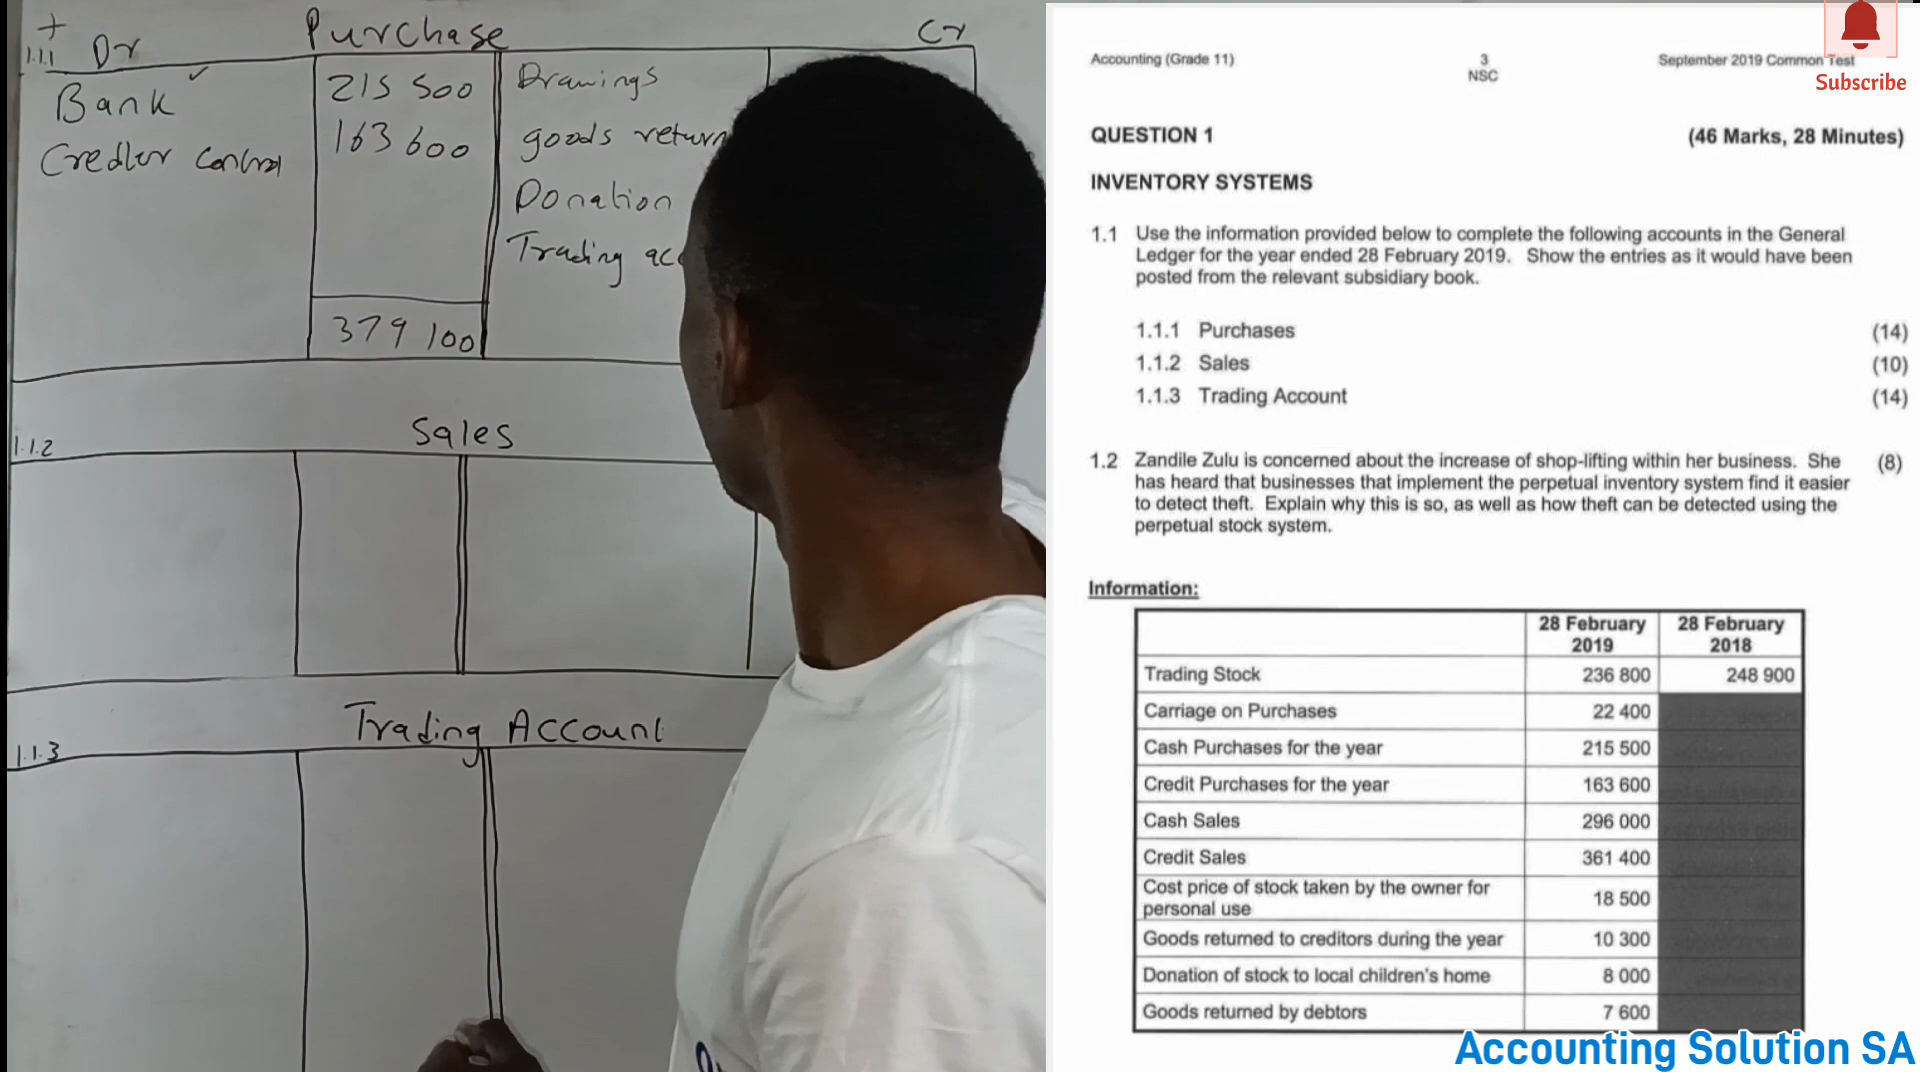 +
1.1.1 Dr Purchase Cr
Bank 215 500 Drawings
163 600 goods return
control Donation
Trading acc
379 100
1.1.2 Sales
1.1.3 Trading Account
Subscribe
Accounting (Grade 11) 3 September 2019 Common Test
NSC
QUESTION 1 (46 Marks, 28 Minutes)
INVENTORY SYSTEMS
1.1 Use the information provided below to complete the following accounts in the General
Ledger for the year ended 28 February 2019. Show the entries as it would have been
posted from the relevant subsidiary book.
1.1.1 Purchases (14)
1.1.2 Sales (10)
1.1.3 Trading Account (14)
1.2 Zandile Zulu is concerned about the increase of shop-lifting within her business. She (8)
has heard that businesses that implement the perpetual inventory system find it easier
to detect theft. Explain why this is so, as well as how theft can be detected using the
perpetual stock system.
Information:
28 February 28 February
2019 2018
Trading Stock 236 800 248 900
Carriage on Purchases 22 400
Cash Purchases for the year 215 500
Credit Purchases for the year 163 600
Cash Sales 296 000
Credit Sales 361 400
Cost price of stock taken by the owner for
personal use 18 500
Goods returned to creditors during the year 10 300
Donation of stock to local children's home 8 000
Goods returned by debtors 7 600
Accounting Solution SA